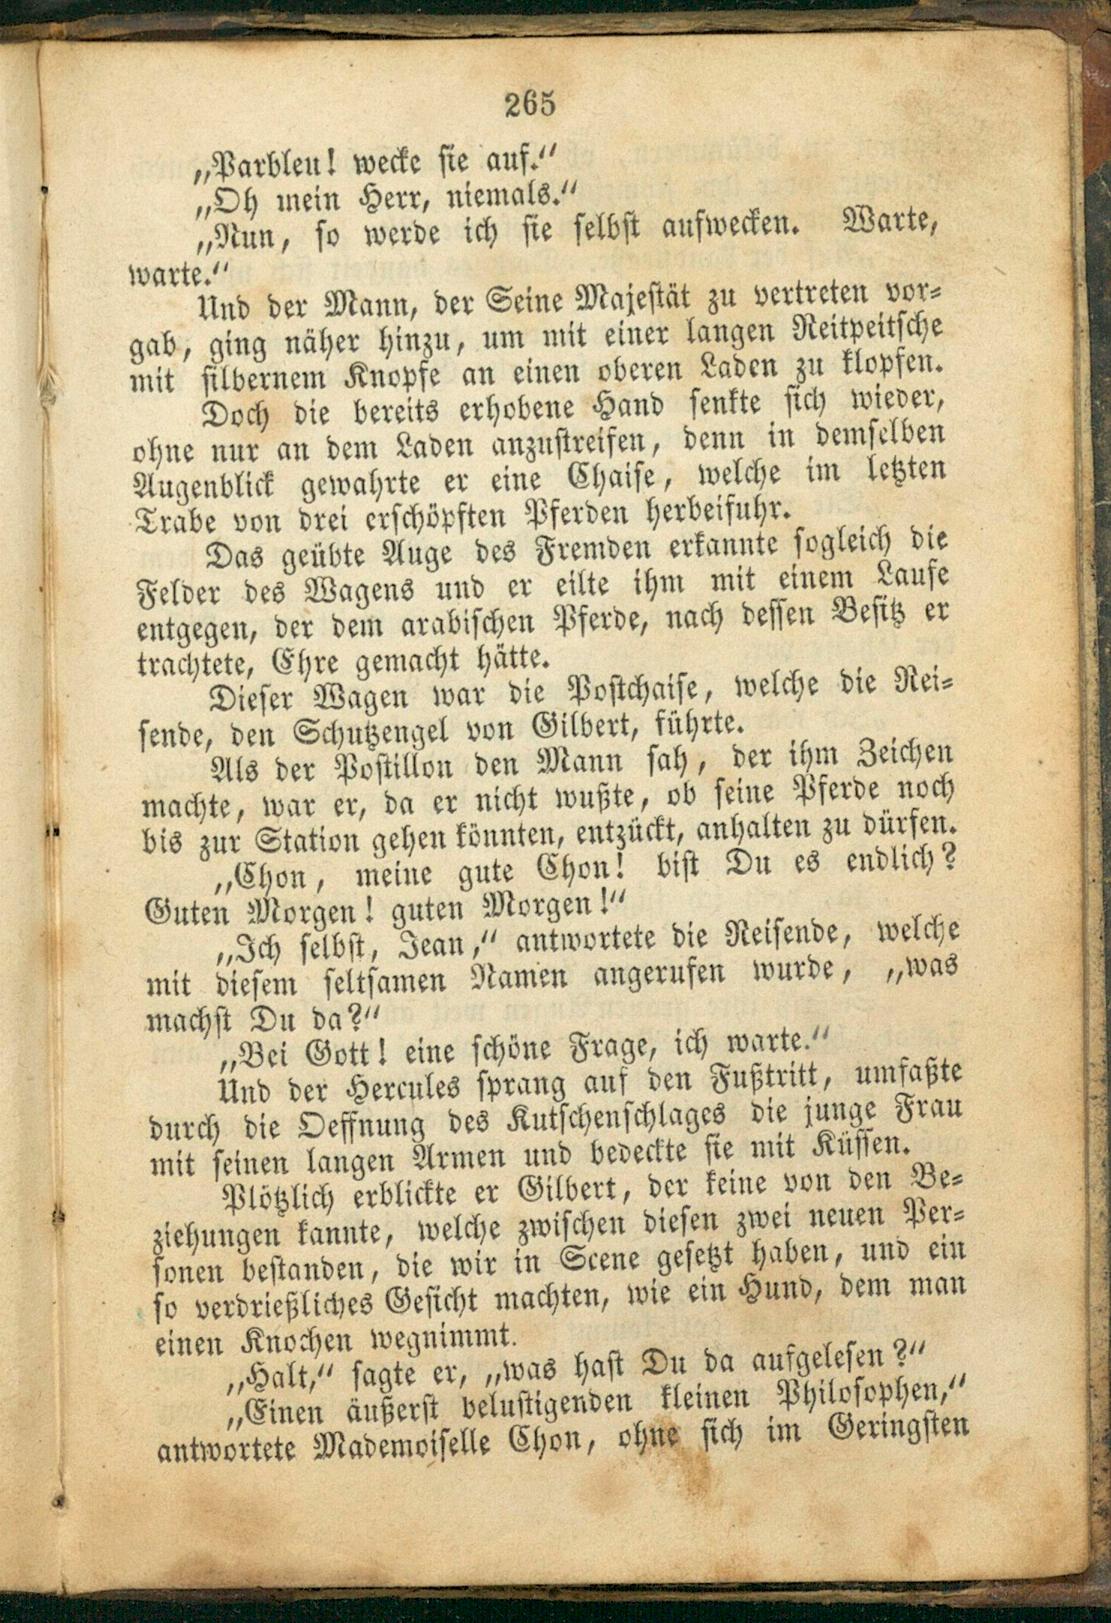 265
„Parbleu! wecke sie auf.“
„Oh mein Herr, niemals.“
„Nun, so werde ich sie selbst aufwecken. Warte,
warte.“
Und der Mann, der Seine Majestät zu vertreten vor=
gab, ging näher hinzu, um mit einer langen Reitpeitsche
mit silbernem Knopfe an einen oberen Laden zu klopfen.
Doch die bereits erhobene Hand senkte sich wieder,
ohne nur an dem Laden anzustreifen, denn in demselben
Augenblick gewahrte er eine Chaise, welche im letzten
Trabe von drei erschöpften Pferden herbeifuhr.
Das geübte Auge des Fremden erkannte sogleich die
Felder des Wagens und er eilte ihm mit einem Laufe
entgegen, der dem arabischen Pferde, nach dessen Besitz er
trachtete, Ehre gemacht hätte.
Dieser Wagen war die Postchaise, welche die Rei=
sende, den Schutzengel von Gilbert, führte.
Als der Postillon den Mann sah, der ihm Zeichen
machte, war er, da er nicht wußte, ob seine Pferde noch
bis zur Station gehen könnten, entzückt, anhalten zu dürfen.
„Chon, meine gute Chon! bist Du es endlich?
Guten Morgen! guten Morgen!“
„Ich selbst, Jean,“ antwortete die Reisende, welche
mit diesem seltsamen Namen angerufen wurde, „was
machst Du da?“
„Bei Gott! eine schöne Frage, ich warte.“
Und der Hercules sprang auf den Fußtritt, umfaßte
durch die Oeffnung des Kutschenschlages die junge Frau
mit seinen langen Armen und bedeckte sie mit Küssen.
Plötzlich erblickte er Gilbert, der keine von den Be=
ziehungen kannte, welche zwischen diesen zwei neuen Per=
sonen bestanden, die wir in Scene gesetzt haben, und ein
so verdrießliches Gesicht machten, wie ein Hund, dem man
einen Knochen wegnimmt.
„Halt,“ sagte er, „was hast Du da aufgelesen?“
„Einen äußerst belustigenden kleinen Philosophen,“
antwortete Mademoiselle Chon, ohne sich im Geringsten